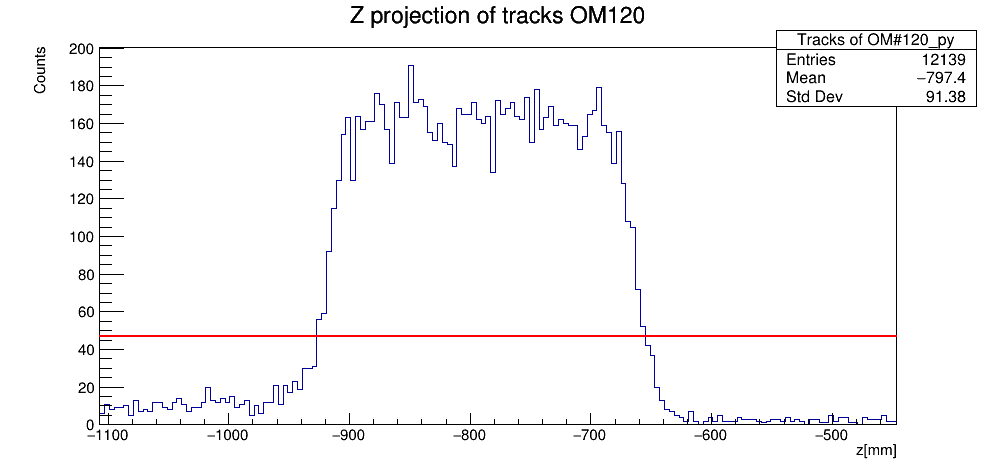 Z projection of tracks OM120
Tracks of OM#120_py
Entries 12139
Mean −797.4
Std Dev 91.38
Counts
200
180
160
140
120
100
80
60
40
20
0
−1100 −1000 −900 −800 −700 −600 −500
z[mm]